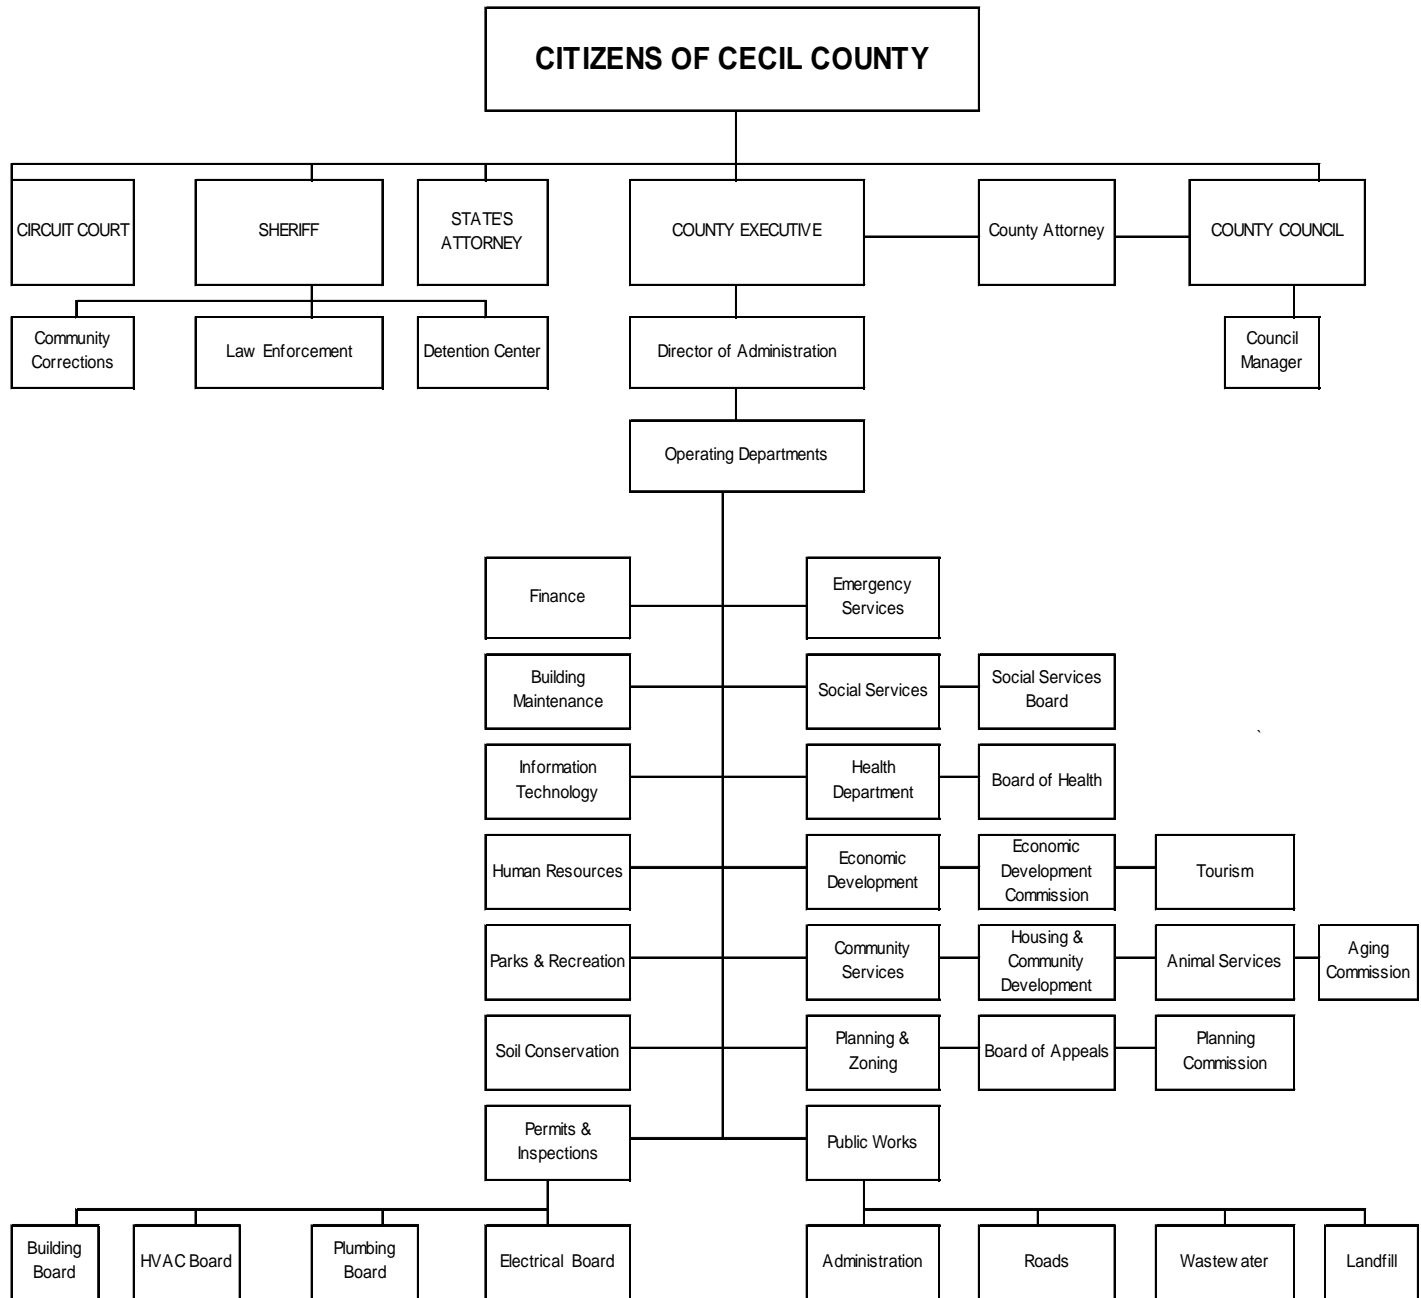 CITIZENS OF CECIL COUNTY
CIRCUIT COURT
SHERIFF
STATE'S
ATTORNEY
COUNTY EXECUTIVE
County Attorney
COUNTY COUNCIL
Community
Corrections
Law Enforcement
Detention Center
Director of Administration
Council
Manager
Operating Departments
Finance
Emergency
Services
Building
Maintenance
Social Services
Social Services
Board
Information
Technology
Health
Department
Board of Health
Human Resources
Economic
Development
Economic
Development
Commission
Tourism
Parks & Recreation
Community
Services
Housing &
Community
Development
Animal Services
Aging
Commission
Soil Conservation
Planning &
Zoning
Board of Appeals
Planning
Commission
Permits &
Inspections
Public Works
Building
Board
HVAC Board
Plumbing
Board
Electrical Board
Administration
Roads
Wastewater
Landfill